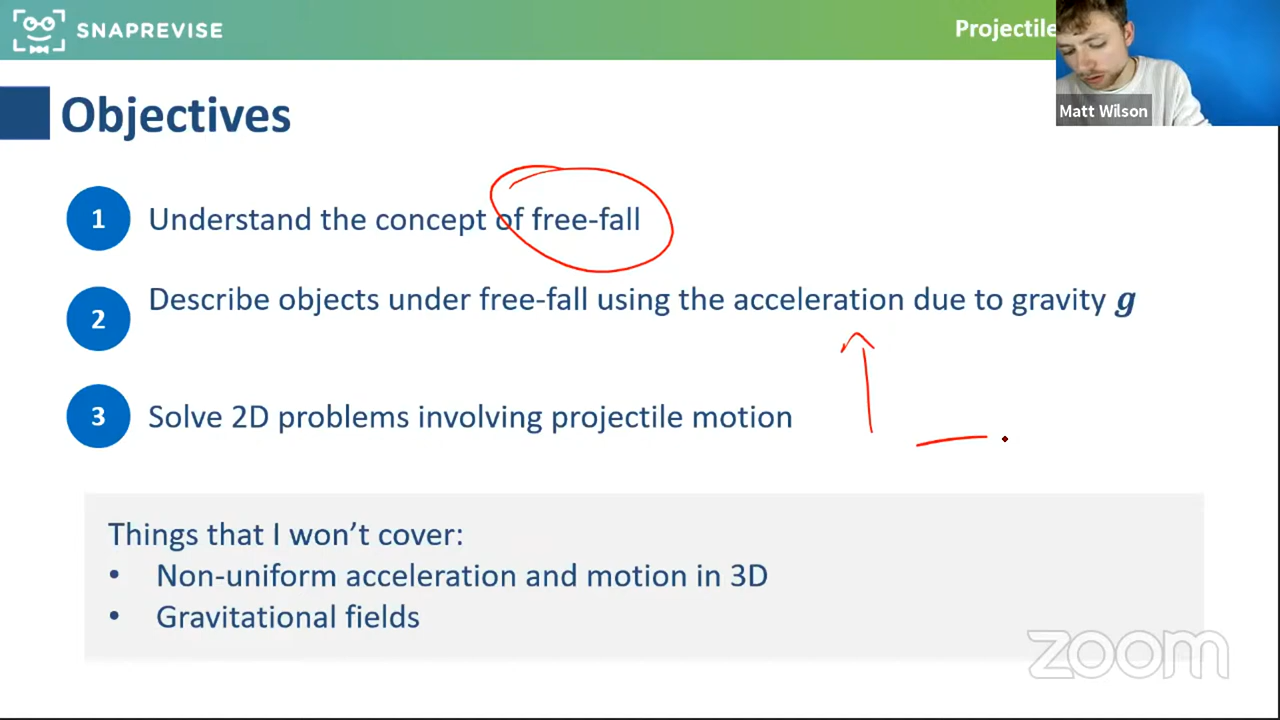 SNAPREVISE
Projectile
Matt Wilson
Objectives
1 Understand the concept of free-fall
2 Describe objects under free-fall using the acceleration due to gravity g
3 Solve 2D problems involving projectile motion
Things that I won’t cover:
• Non-uniform acceleration and motion in 3D
• Gravitational fields
zoom